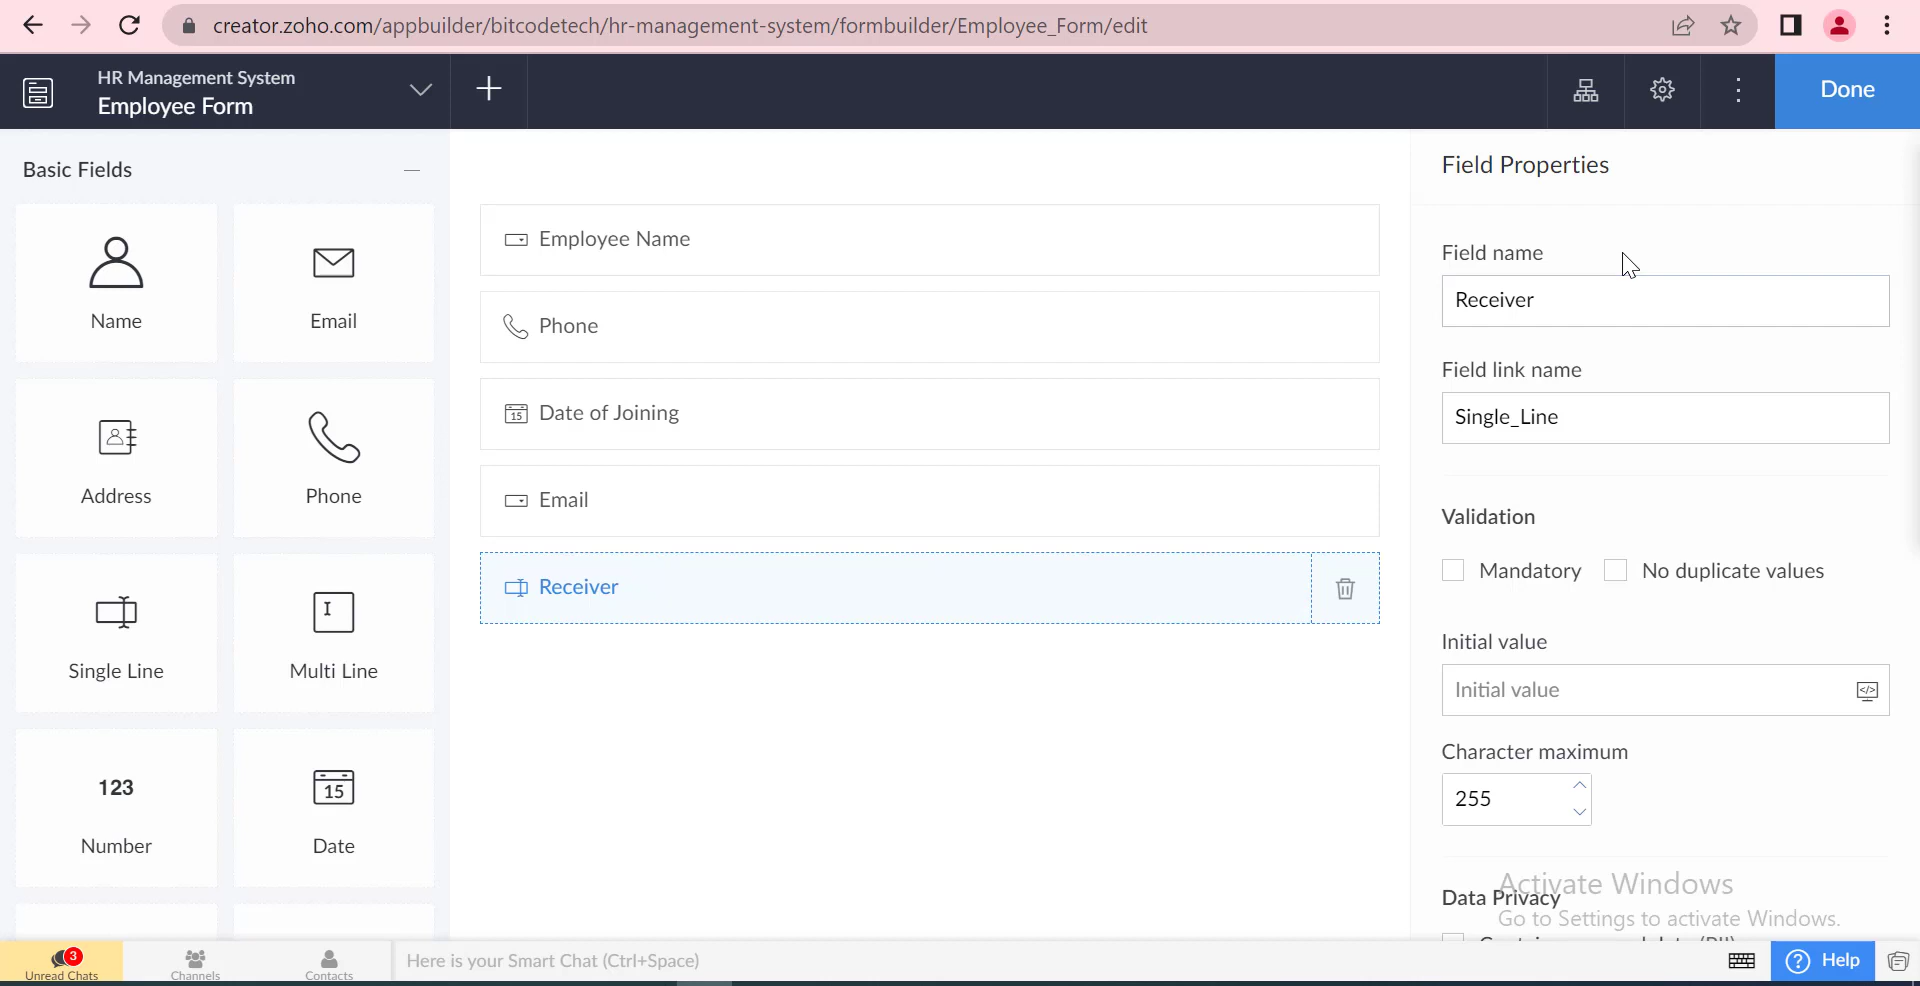 creator.zoho.com/appbuilder/bitcodetech/hr-management-system/formbuilder/Employee_Form/edit
HR Management System
Employee Form
Done
Basic Fields
Name
Email
Address
Phone
Single Line
Multi Line
123
Number
15
Date
Employee Name
Phone
15
Date of Joining
Email
Receiver
Field Properties
Field name
Receiver
Field link name
Single_Line
Validation
Mandatory
No duplicate values
Initial value
Initial value
Character maximum
255
Data Privacy
Activate Windows
Go to Settings to activate Windows.
3
Unread Chats
Channels
Contacts
Here is your Smart Chat (Ctrl+Space)
Help